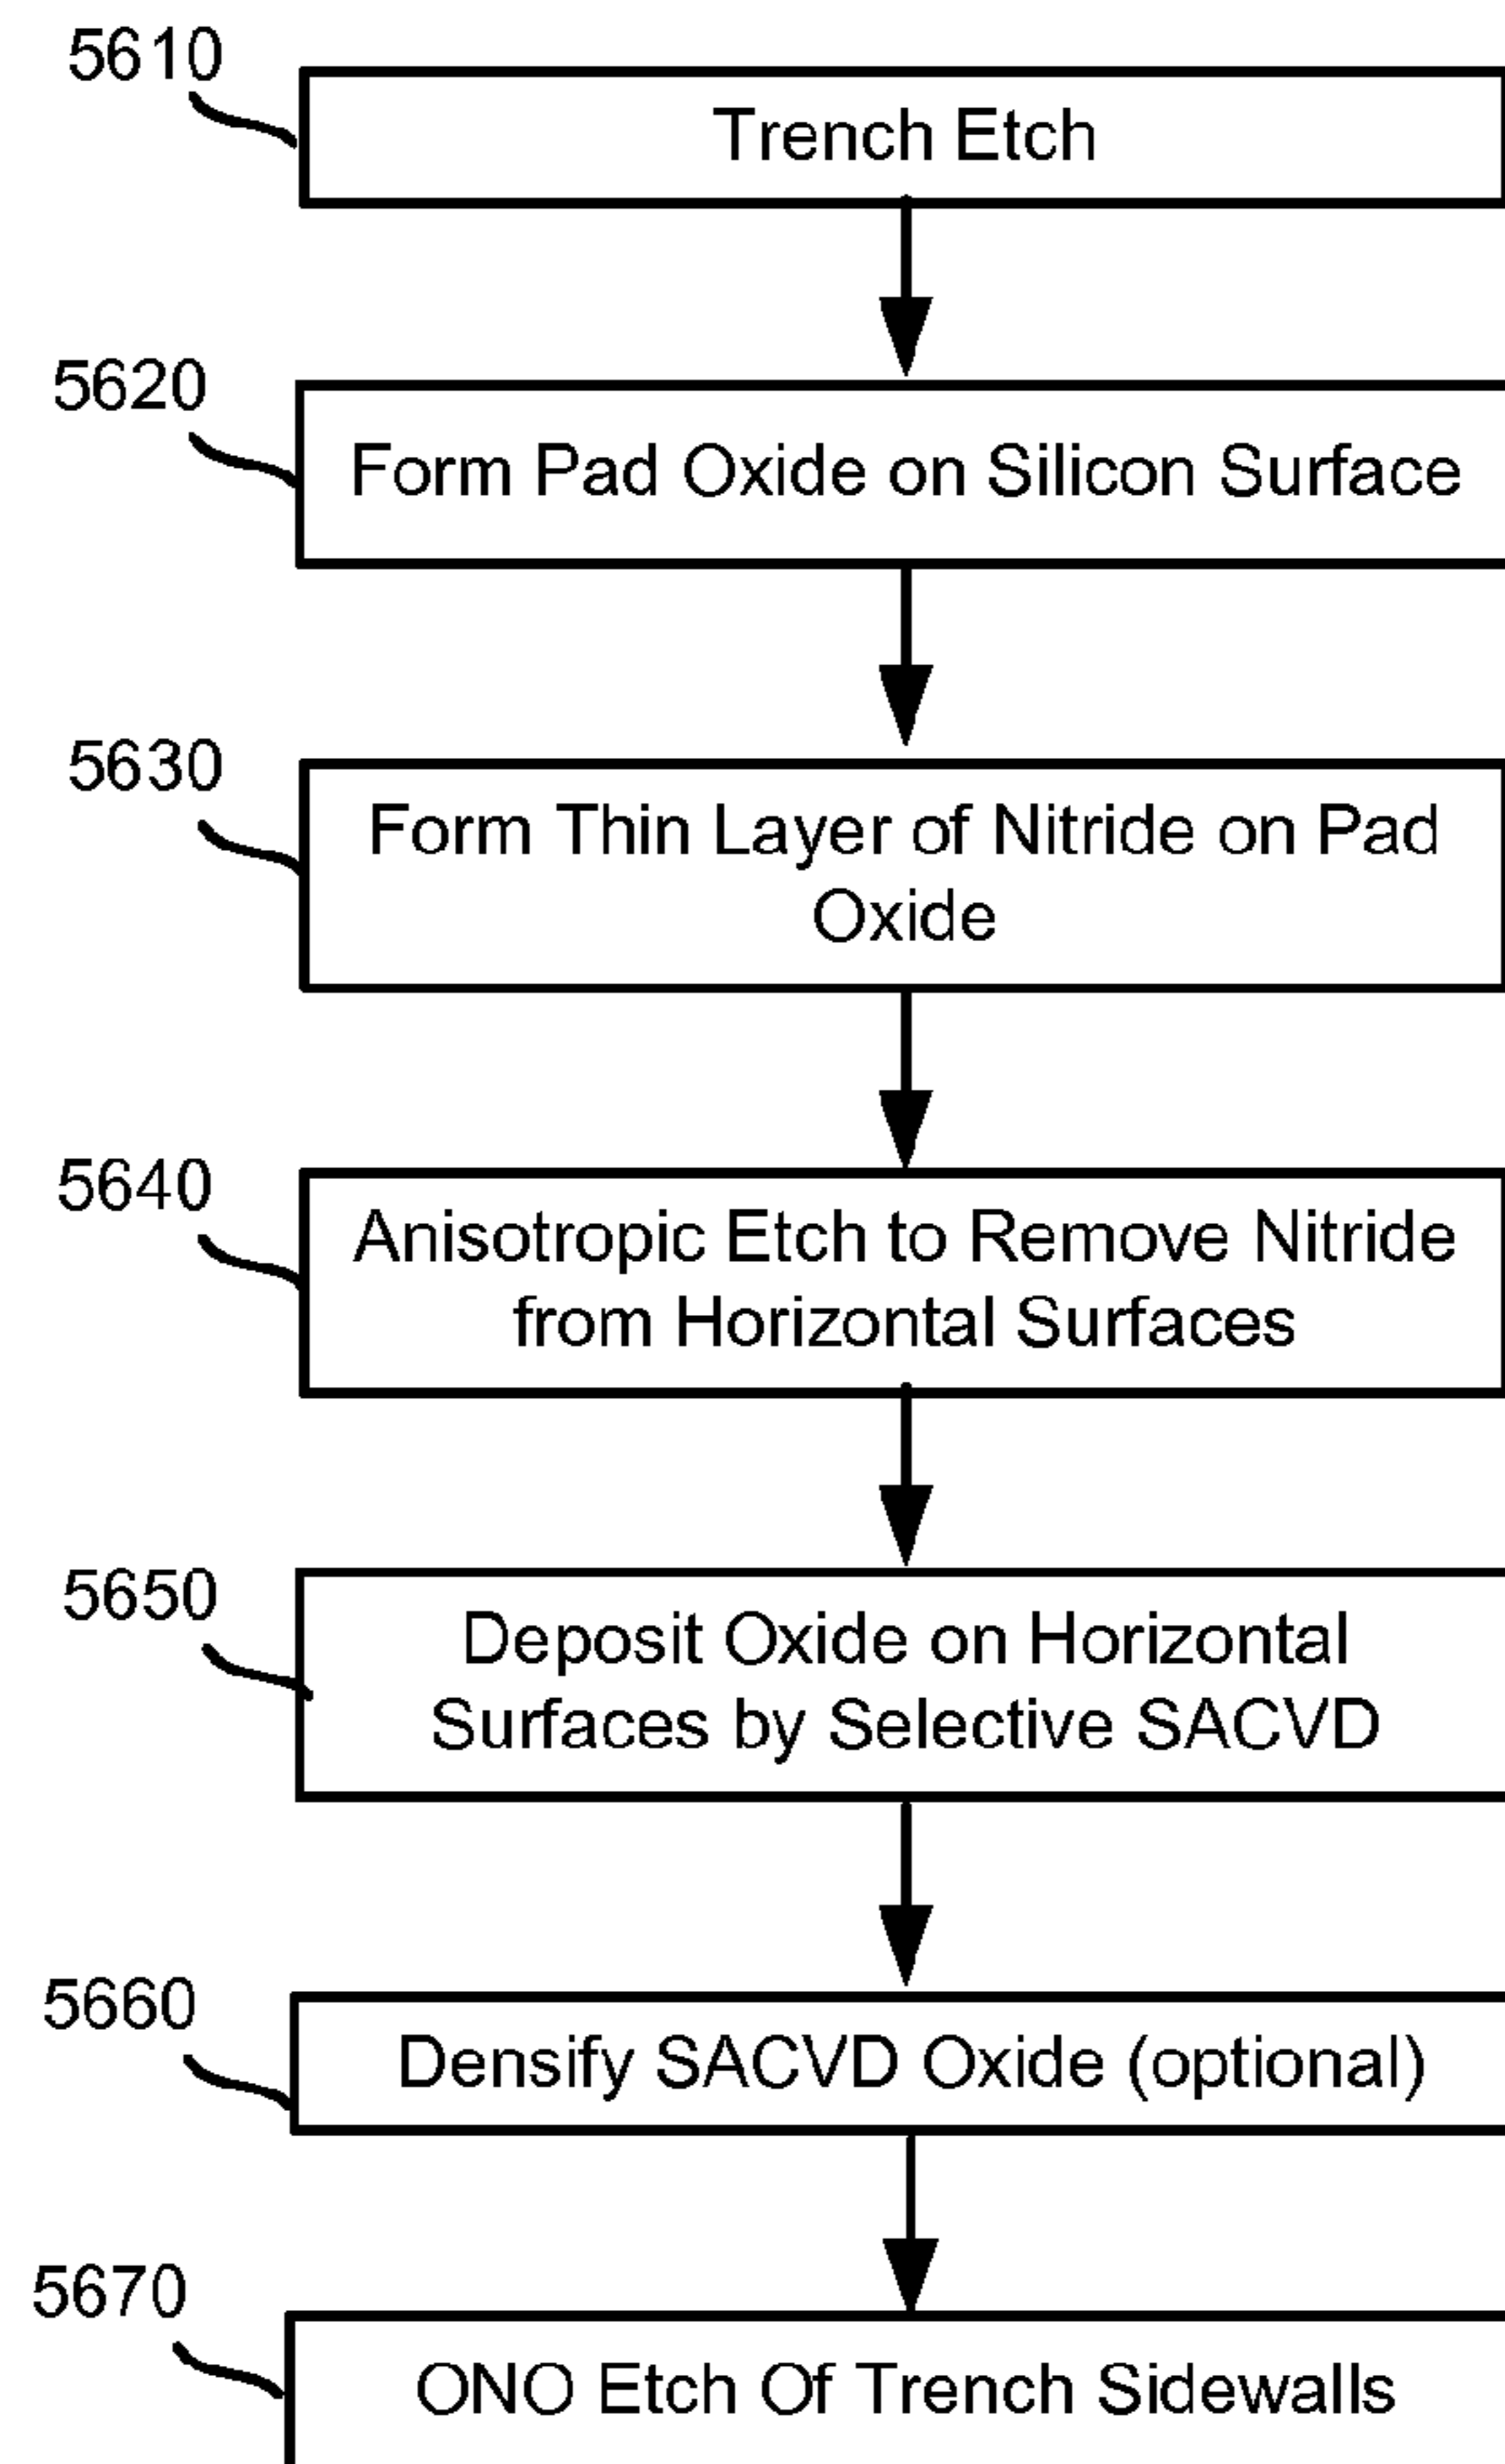 5610
Trench Etch
5620
Form Pad Oxide on Silicon Surface
5630
Form Thin Layer of Nitride on Pad
Oxide
5640
Anisotropic Etch to Remove Nitride
from Horizontal Surfaces
5650
Deposit Oxide on Horizontal
Surfaces by Selective SACVD
5660
Densify SACVD Oxide (optional)
5670
ONO Etch Of Trench Sidewalls